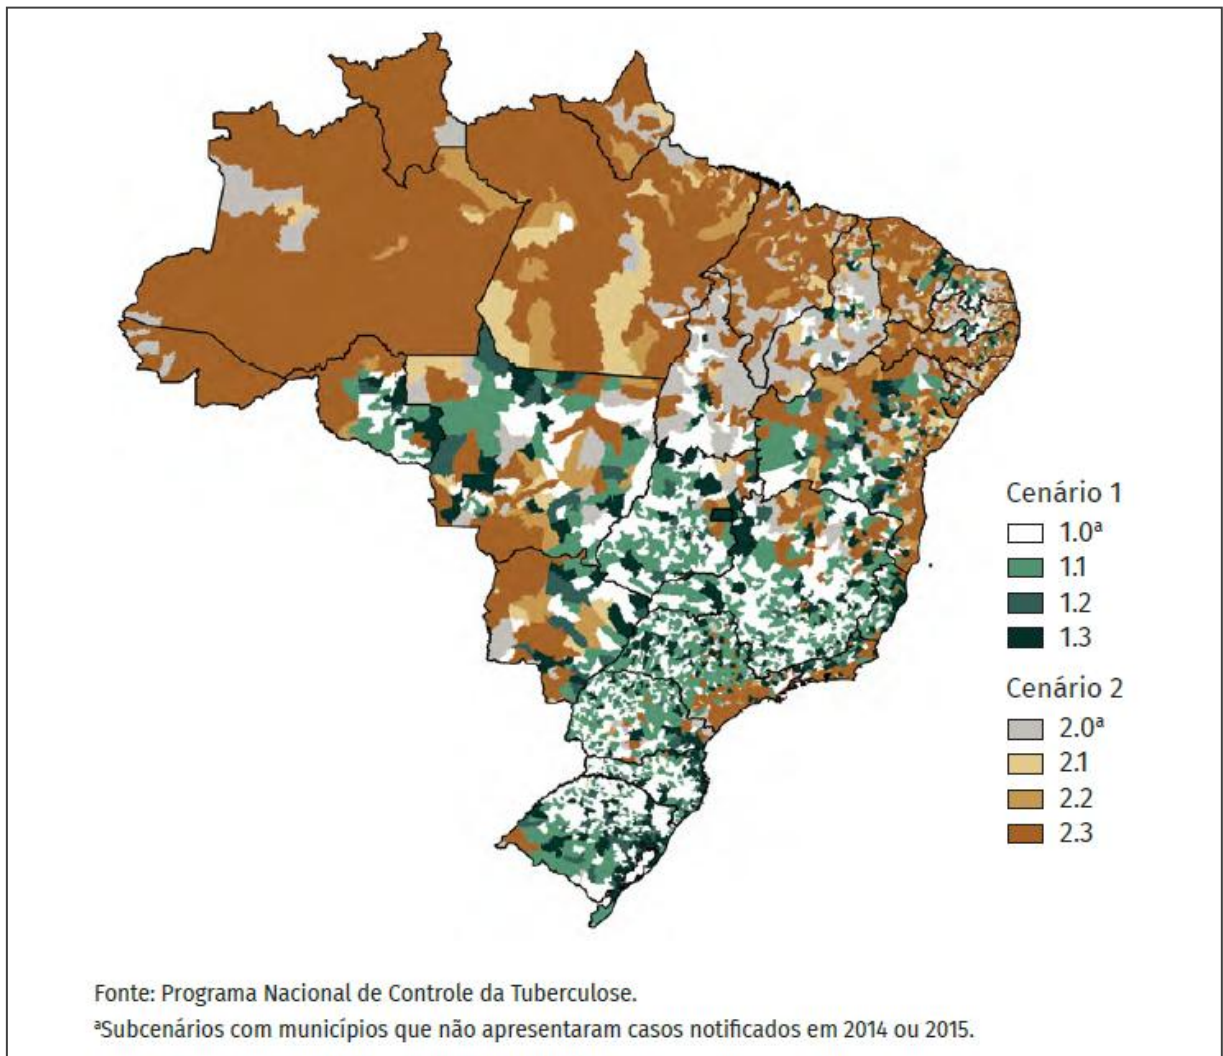 Cenário 1
1.0ª
1.1
1.2
1.3
Cenário 2
2.0ª
2.1
2.2
2.3
Fonte: Programa Nacional de Controle da Tuberculose.
ªSubcenários com municípios que não apresentaram casos notificados em 2014 ou 2015.